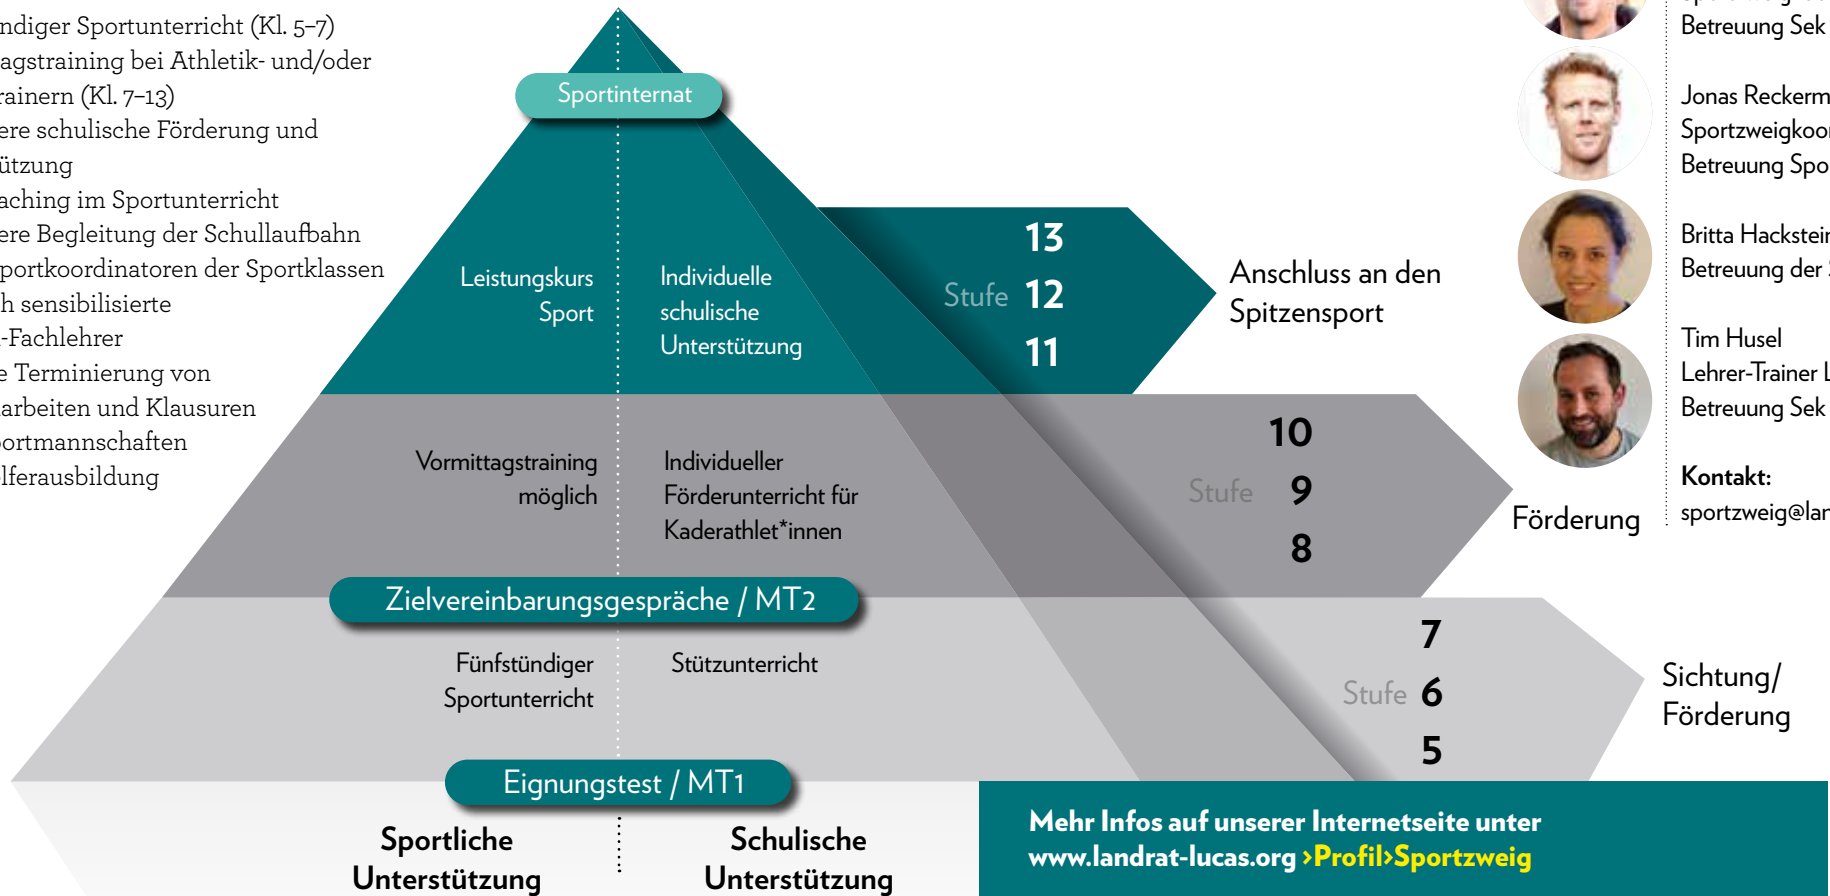 ndiger Sportunterricht (Kl. 5–7)
agstraining bei Athletik- und/oder
rainern (Kl. 7–13)
ere schulische Förderung und
ützung
aching im Sportunterricht
ere Begleitung der Schullaufbahn
portkoordinatoren der Sportklassen
h sensibilisierte
-Fachlehrer
e Terminierung von
arbeiten und Klausuren
portmannschaften
lferausbildung
Sportinternat
Leistungskurs
Sport
Individuelle
schulische
Unterstützung
13
Stufe 12
11
Anschluss an den
Spitzensport
Vormittagstraining
möglich
Individueller
Förderunterricht für
Kaderathlet*innen
10
Stufe 9
8
Förderung
Zielvereinbarungsgespräche / MT2
Fünfstündiger
Sportunterricht
Stützunterricht
7
Stufe 6
5
Sichtung/
Förderung
Eignungstest / MT1
Sportliche
Unterstützung
Schulische
Unterstützung
Betreuung Sek
Jonas Reckerm
Sportzweigkoor
Betreuung Spo
Britta Hackstein
Betreuung der S
Tim Husel
Lehrer-Trainer L
Betreuung Sek
Kontakt:
sportzweig@lan
Mehr Infos auf unserer Internetseite unter
www.landrat-lucas.org >Profil>Sportzweig